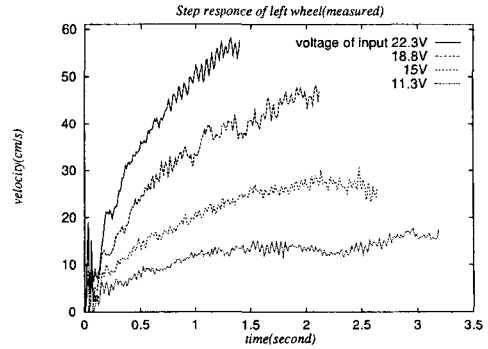 Step responce of left wheel(measured)
60
50
40
30
20
10
0
velocity(cm/s)
voltage of input 22.3V
18.8V
15V
11.3V
0 0.5 1 1.5 2 2.5 3 3.5
time(second)